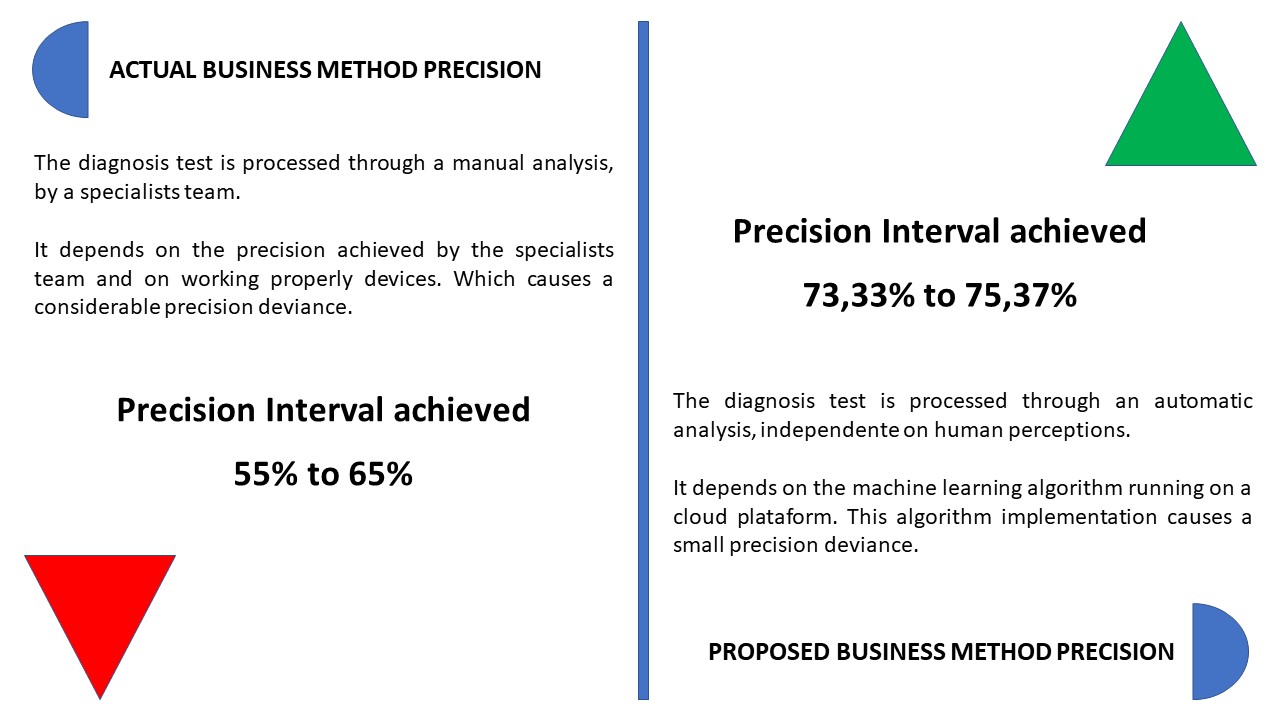 ACTUAL BUSINESS METHOD PRECISION
The diagnosis test is processed through a manual analysis,
by a specialists team.
It depends on the precision achieved by the specialists
team and on working properly devices. Which causes a
considerable precision deviance.
Precision Interval achieved
55% to 65%
Precision Interval achieved
73,33% to 75,37%
The diagnosis test is processed through an automatic
analysis, independente on human perceptions.
It depends on the machine learning algorithm running on a
cloud plataform. This algorithm implementation causes a
small precision deviance.
PROPOSED BUSINESS METHOD PRECISION